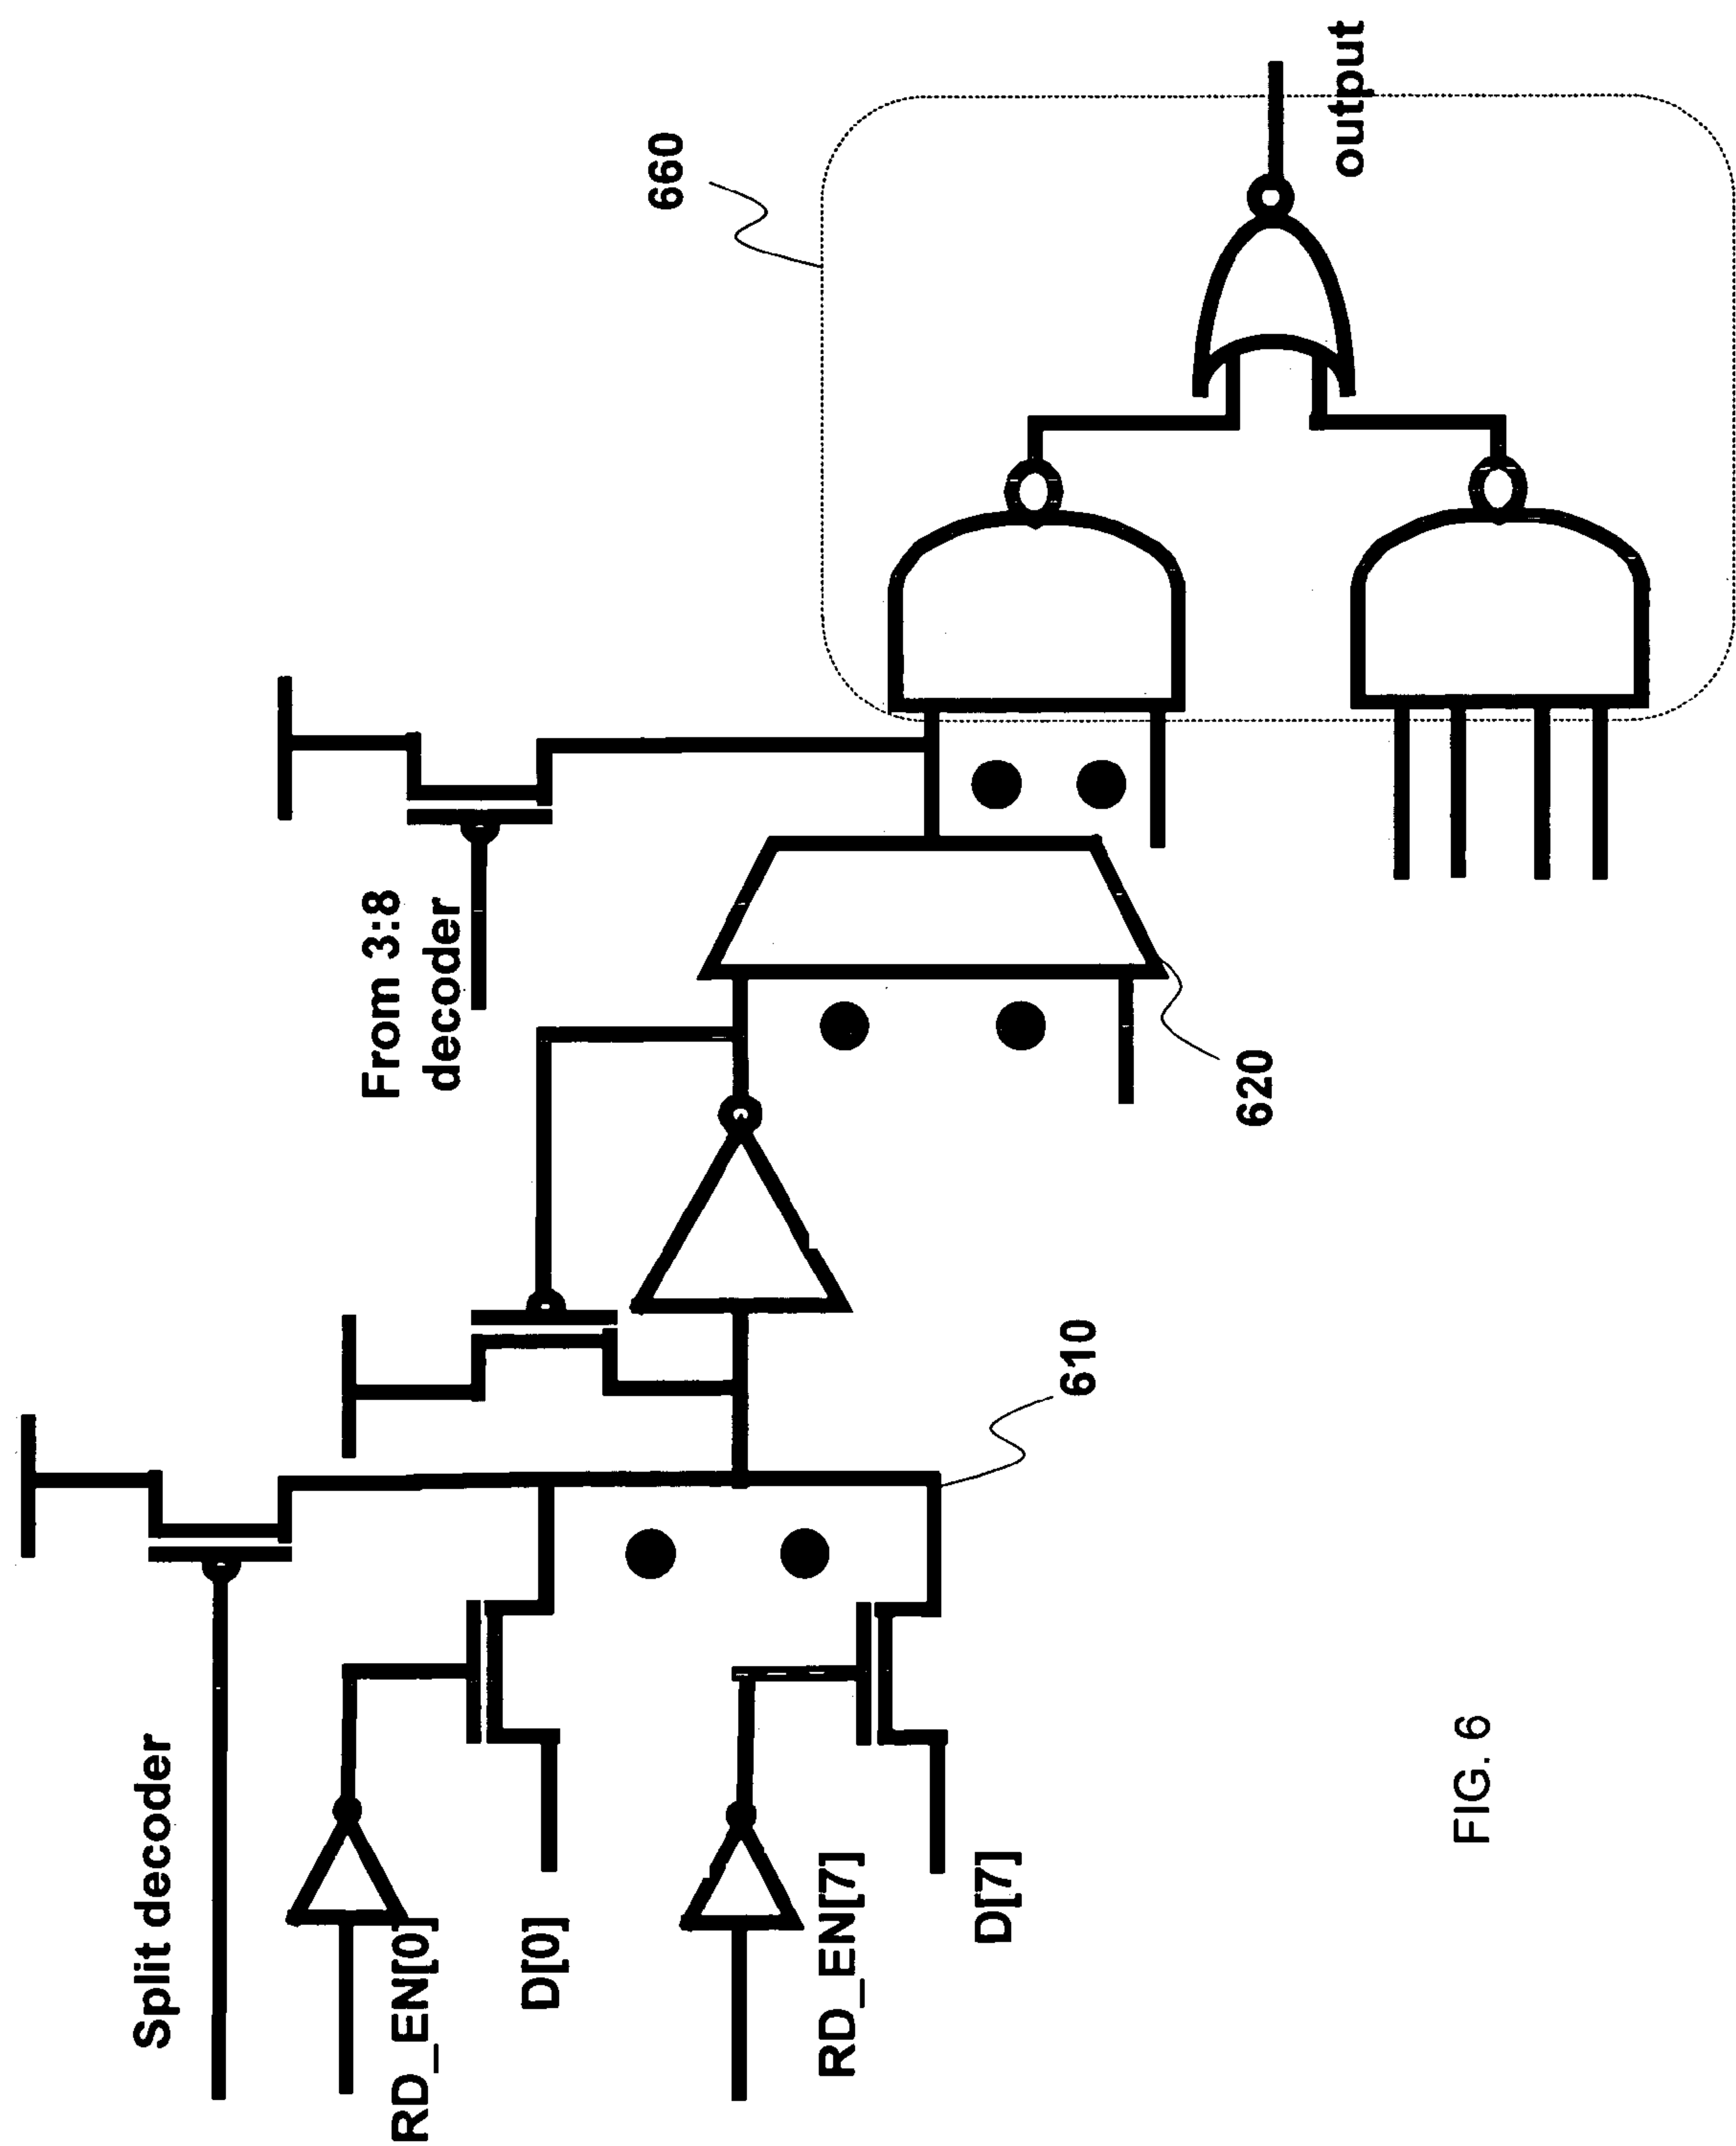 Split decoder
RD_EN[0]
D[0]
RD_EN[7]
D[7]
610
From 3:8
decoder
620
660
output
FIG. 6